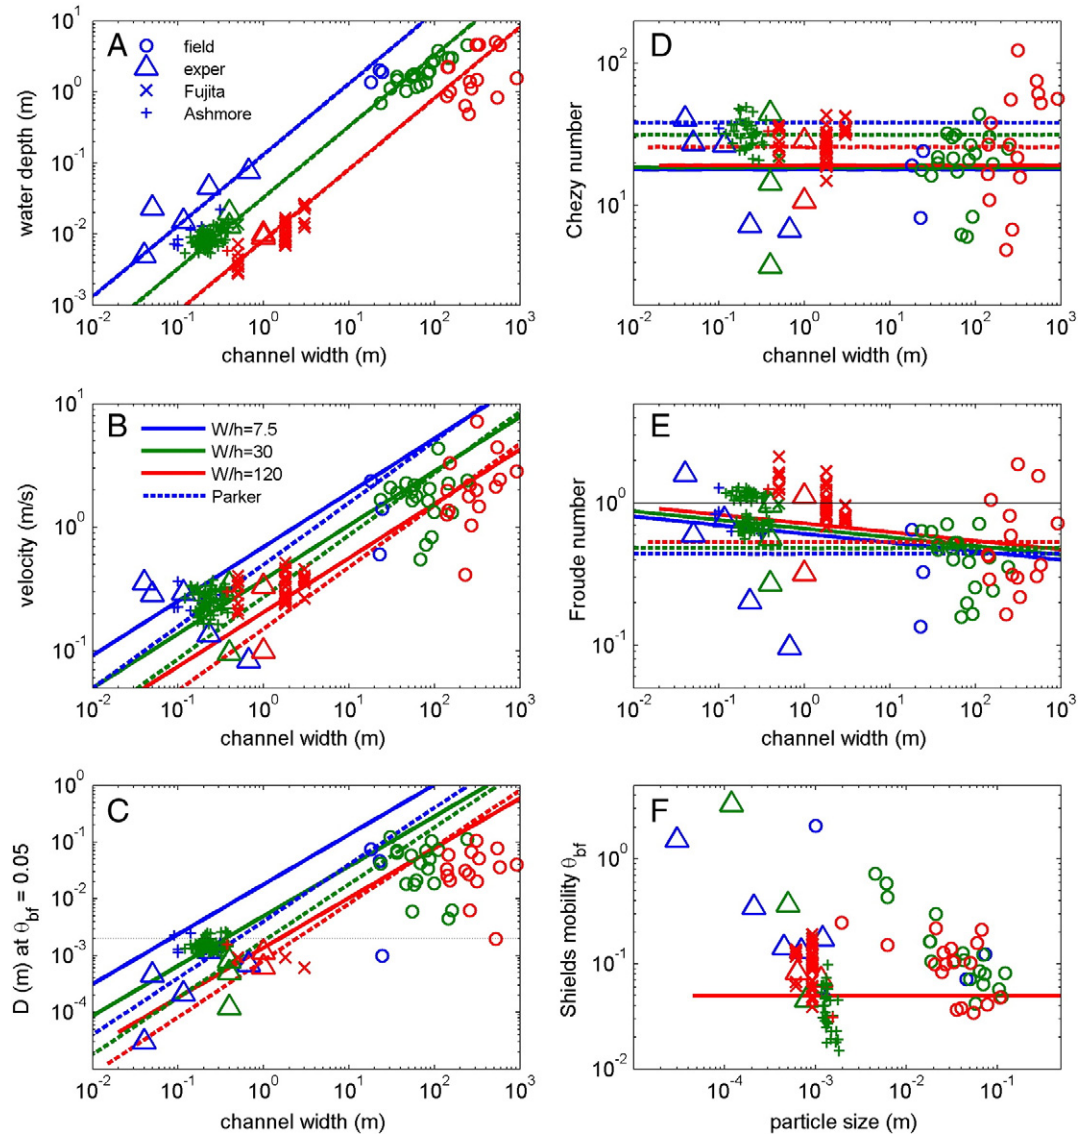 A
field
exper
Fujita
Ashmore
water depth (m)
10^1
10^0
10^-1
10^-2
10^-3
10^-2 10^-1 10^0 10^1 10^2 10^3
channel width (m)
D
Chezy number
10^2
10^1
10^-2 10^-1 10^0 10^1 10^2 10^3
channel width (m)
B
W/h=7.5
W/h=30
W/h=120
Parker
velocity (m/s)
10^1
10^0
10^-1
10^-2 10^-1 10^0 10^1 10^2 10^3
channel width (m)
E
Froude number
10^0
10^-1
10^-2 10^-1 10^0 10^1 10^2 10^3
channel width (m)
C
D (m) at θbf = 0.05
10^0
10^-1
10^-2
10^-3
10^-4
10^-2 10^-1 10^0 10^1 10^2 10^3
channel width (m)
F
Shields mobility θbf
10^0
10^-1
10^-2
10^-4 10^-3 10^-2 10^-1
particle size (m)